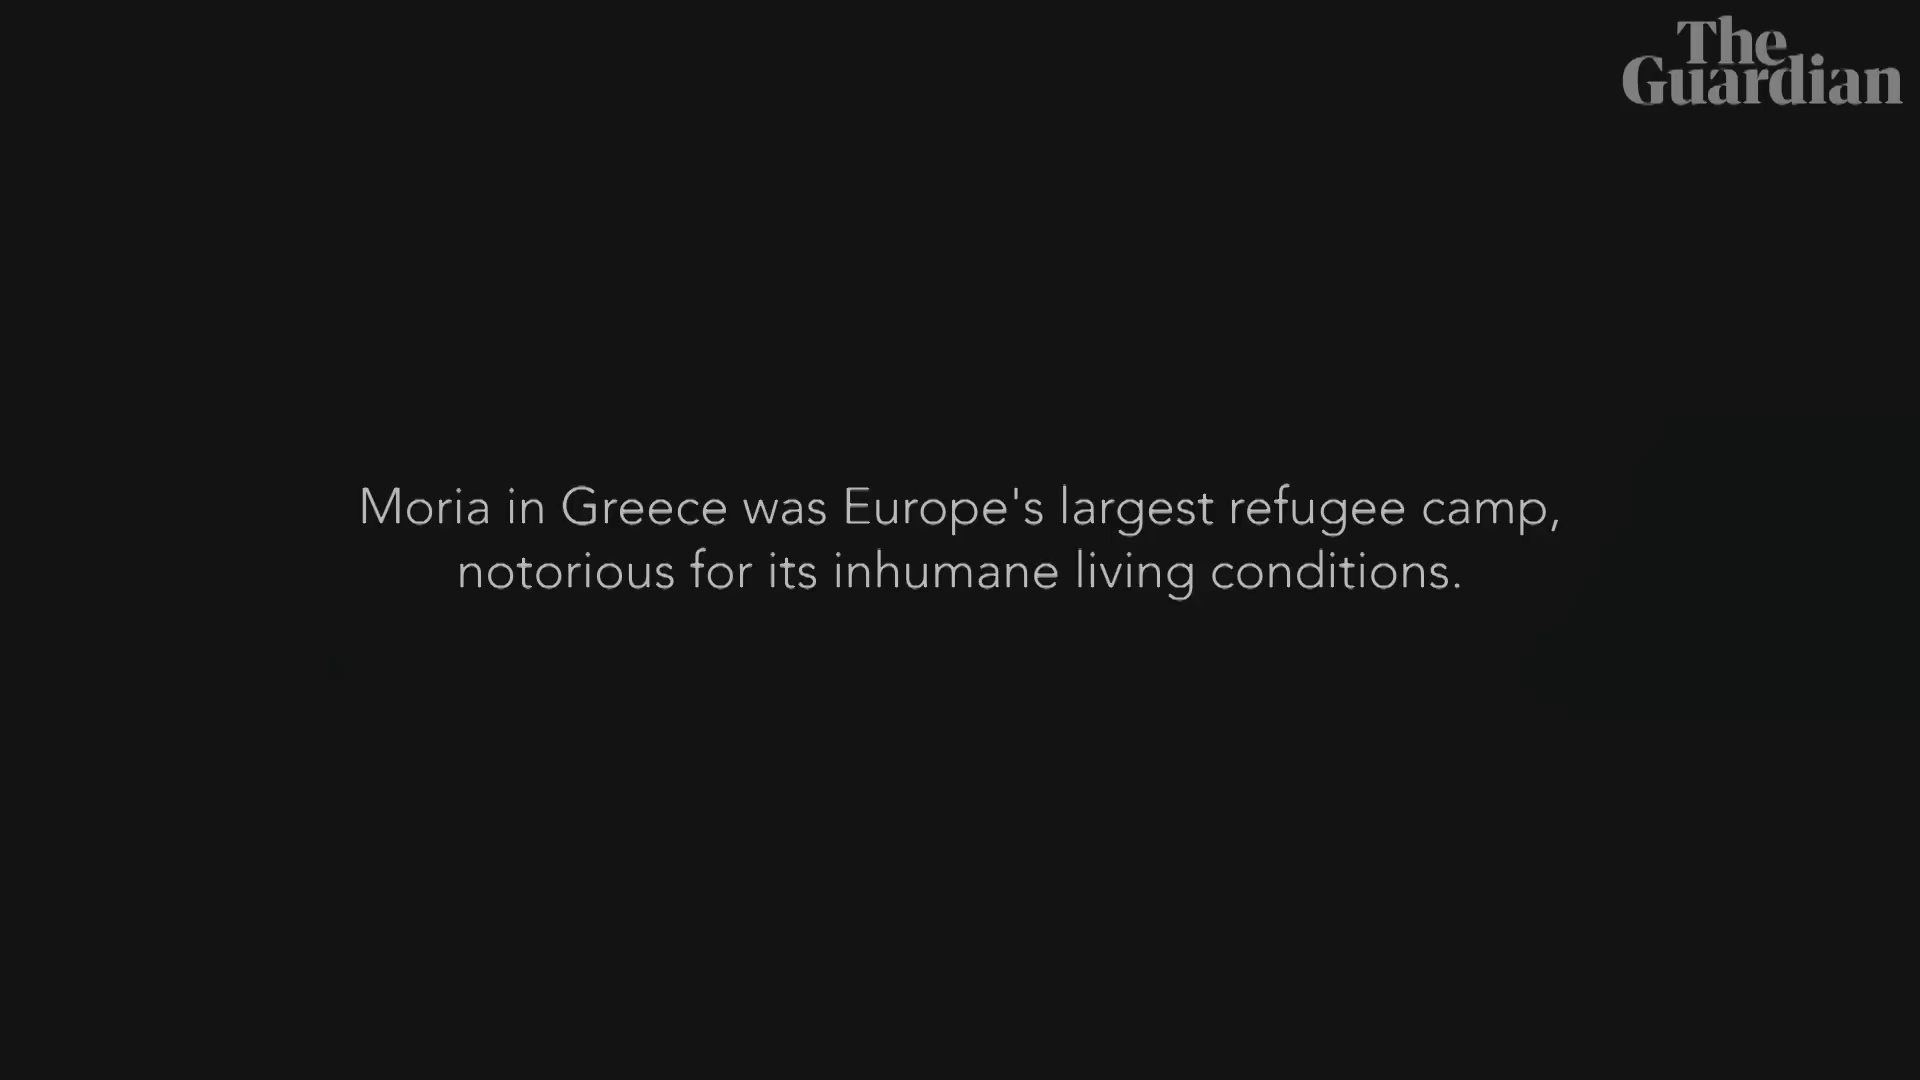 The
Guardian
Moria in Greece was Europe's largest refugee camp,
notorious for its inhumane living conditions.